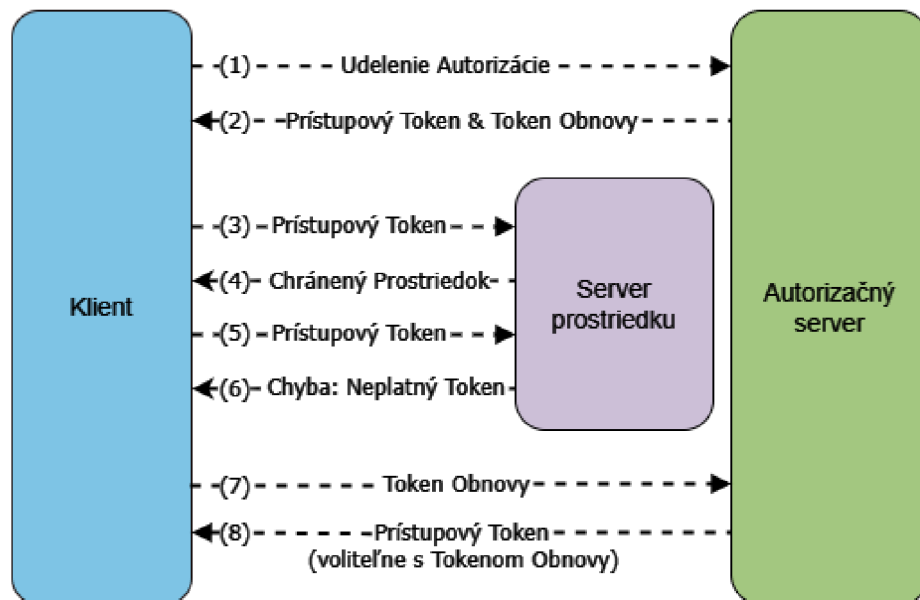 (1) Udelenie Autorizácie
(2) Prístupový Token & Token Obnovy
(3) Prístupový Token
(4) Chránený Prostriedok
(5) Prístupový Token
(6) Chyba: Neplatný Token
Klient
Server
prostriedku
Autorizačný
server
(7) Token Obnovy
(8) Prístupový Token
(voliteľne s Tokenom Obnovy)